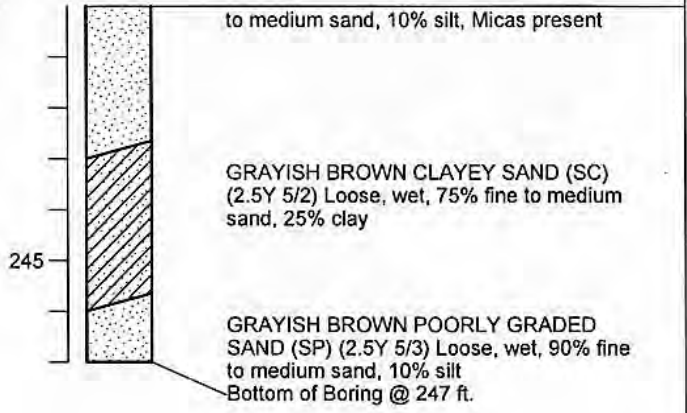 to medium sand, 10% silt, Micas present
GRAYISH BROWN CLAYEY SAND (SC)
(2.5Y 5/2) Loose, wet, 75% fine to medium
sand, 25% clay
245
GRAYISH BROWN POORLY GRADED
SAND (SP) (2.5Y 5/3) Loose, wet, 90% fine
to medium sand, 10% silt
Bottom of Boring @ 247 ft.